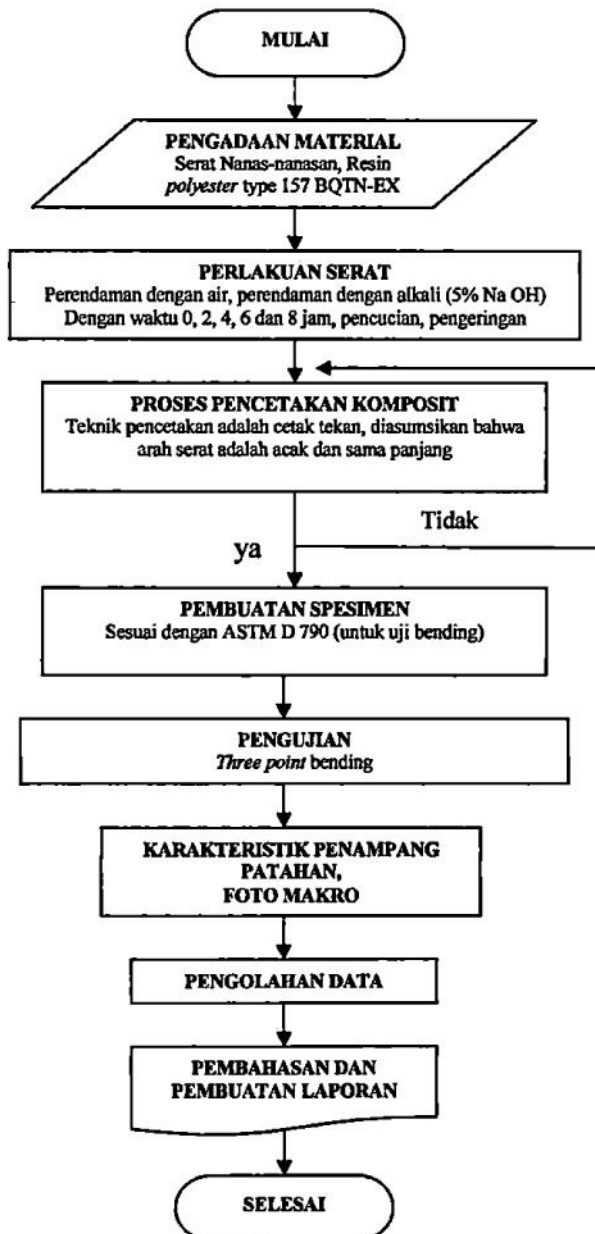 MULAI
PENGADAAN MATERIAL
Serat Nanas-nanasan, Resin
polyester type 157 BQTN-EX
PERLAKUAN SERAT
Perendaman dengan air, perendaman dengan alkali (5% Na OH)
Dengan waktu 0, 2, 4, 6 dan 8 jam, pencucian, pengeringan
PROSES PENCETAKAN KOMPOSIT
Teknik pencetakan adalah cetak tekan, diasumsikan bahwa
arah serat adalah acak dan sama panjang
Tidak
ya
PEMBUATAN SPESIMEN
Sesuai dengan ASTM D 790 (untuk uji bending)
PENGUJIAN
Three point bending
KARAKTERISTIK PENAMPANG
PATAHAN,
FOTO MAKRO
PENGOLAHAN DATA
PEMBAHASAN DAN
PEMBUATAN LAPORAN
SELESAI